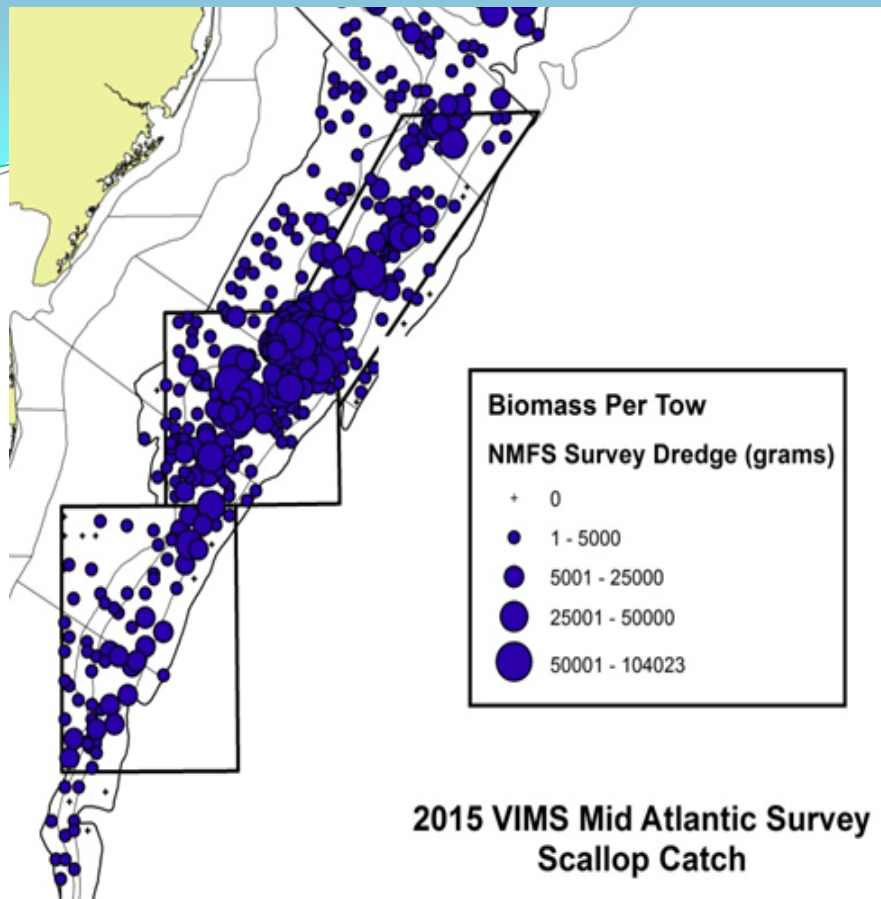 Biomass Per Tow
NMFS Survey Dredge (grams)
0
1 - 5000
5001 - 25000
25001 - 50000
50001 - 104023
2015 VIMS Mid Atlantic Survey
Scallop Catch